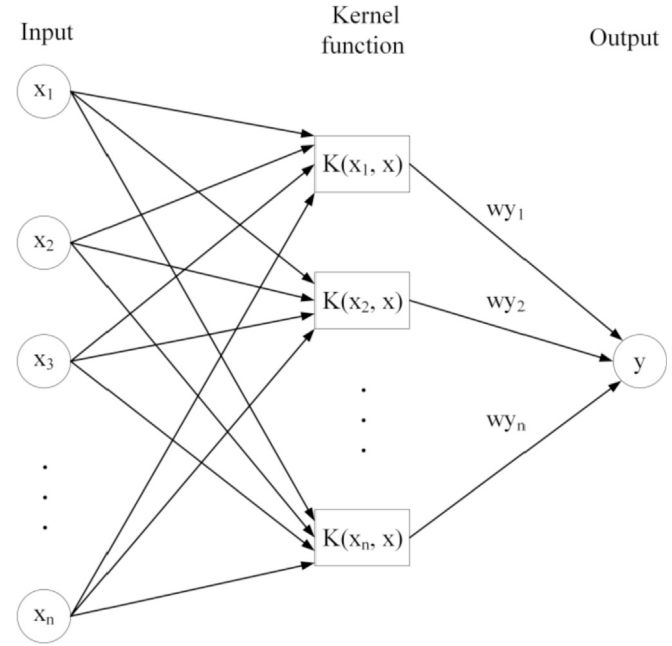 Input
Kernel
function
Output
x₁
x₂
x₃
xₙ
K(x₁, x)
K(x₂, x)
K(xₙ, x)
wy₁
wy₂
wyₙ
y